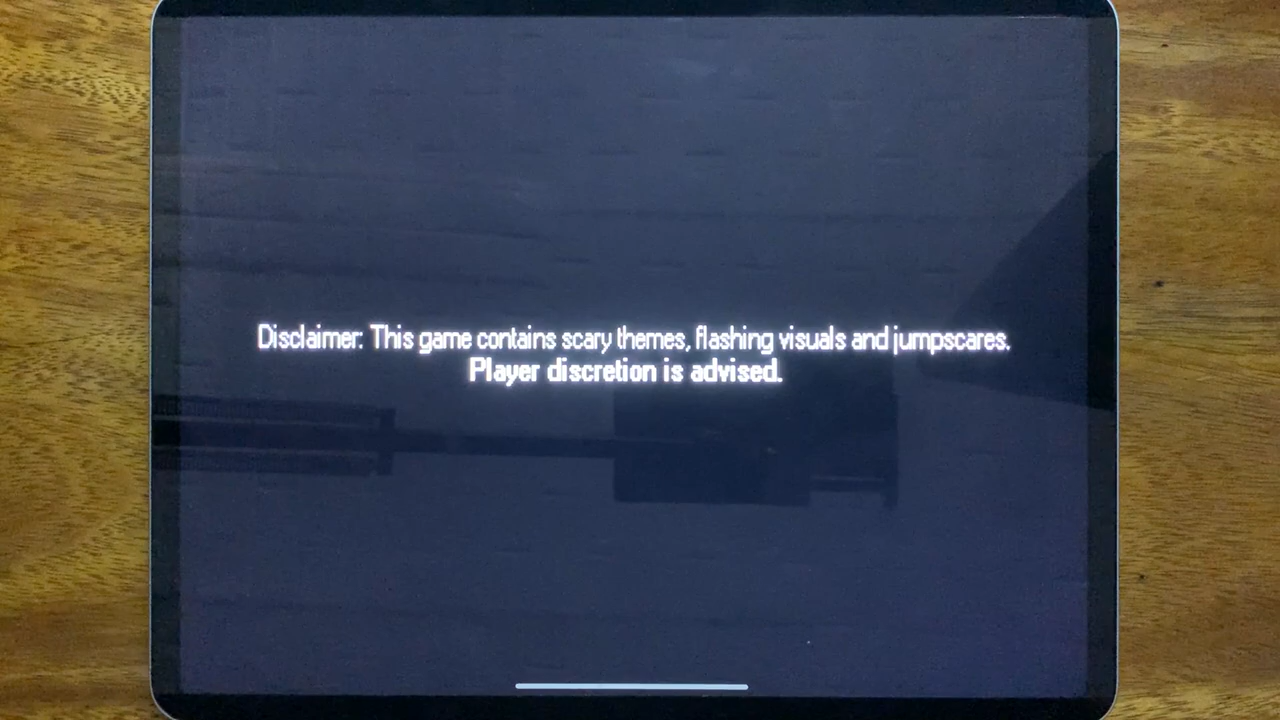 Disclaimer: This game contains scary themes, flashing visuals and jumpscares.
Player discretion is advised.